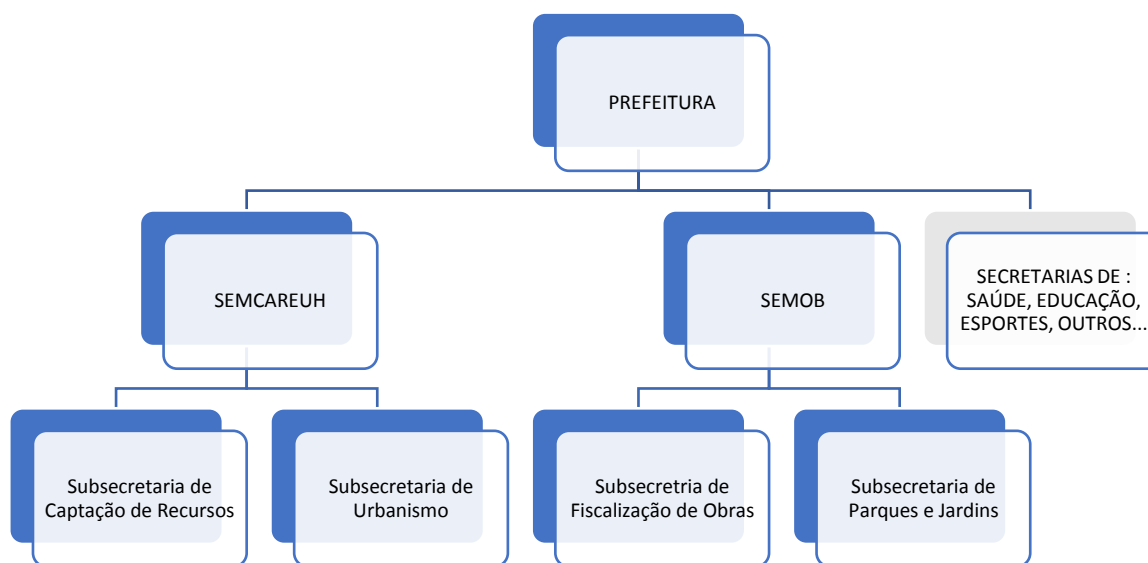 PREFEITURA
SEMCAREUH
SEMOB
SECRETARIAS DE :
SAÚDE, EDUCAÇÃO,
ESPORTES, OUTROS...
Subsecretaria de
Captação de Recursos
Subsecretaria de
Urbanismo
Subsecretria de
Fiscalização de Obras
Subsecretaria de
Parques e Jardins